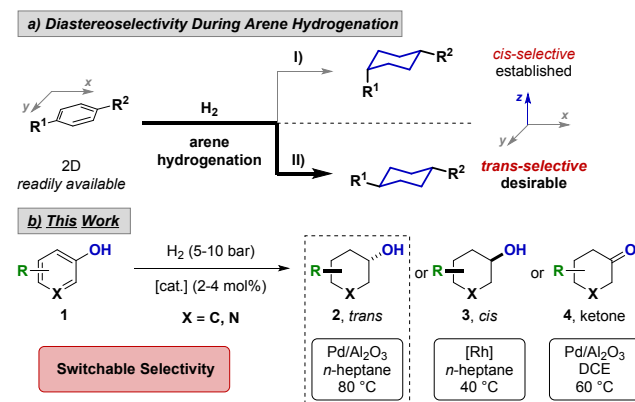 a) Diastereoselectivity During Arene Hydrogenation
I)
R²
cis-selective
established
R¹
x
y
R²
R¹
H₂
z
x
y
arene
hydrogenation
2D
readily available
II)
R¹
R²
trans-selective
desirable
b) This Work
R
OH
X
1
H₂ (5-10 bar)
[cat.] (2-4 mol%)
X = C, N
R
OH
X
2, trans
or
R
OH
X
3, cis
or
R
O
X
4, ketone
Switchable Selectivity
Pd/Al₂O₃
n-heptane
80 °C
[Rh]
n-heptane
40 °C
Pd/Al₂O₃
DCE
60 °C